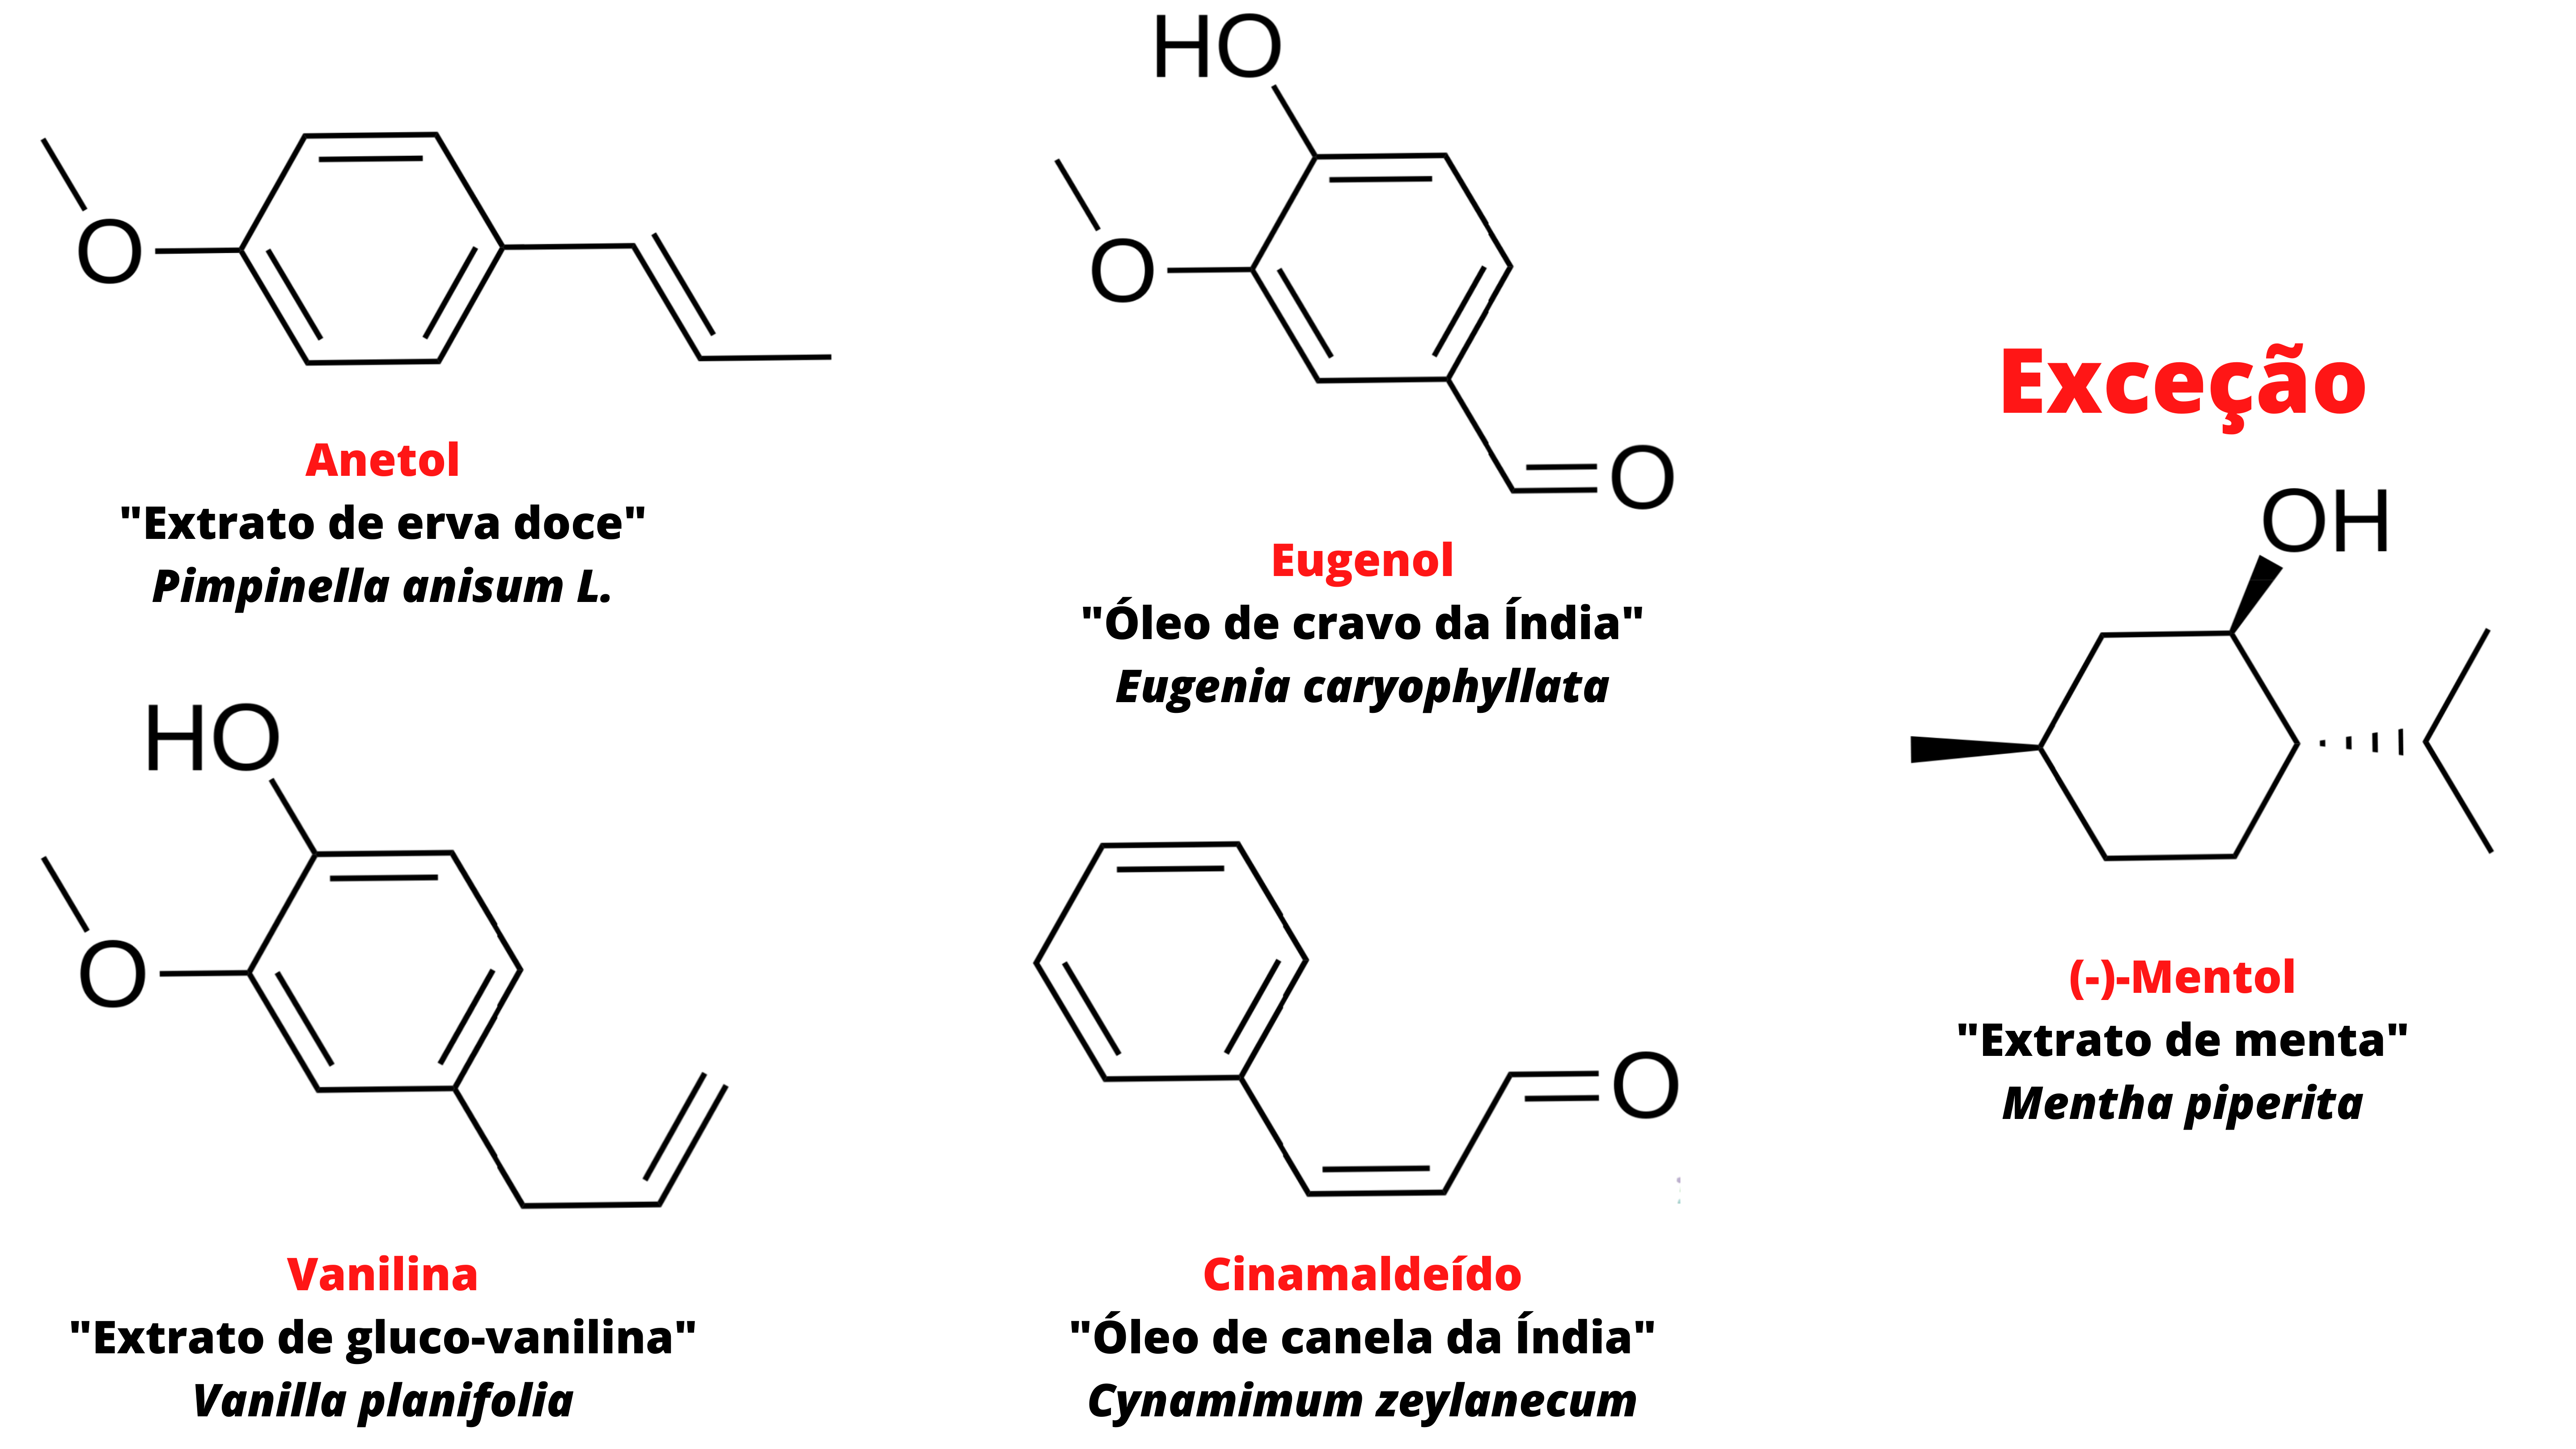 O
Anetol
"Extrato de erva doce"
Pimpinella anisum L.
HO
O
O
Eugenol
"Óleo de cravo da Índia"
Eugenia caryophyllata
HO
O
Vanilina
"Extrato de gluco-vanilina"
Vanilla planifolia
O
Cinamaldeído
"Óleo de canela da Índia"
Cynamimum zeylanecum
Exceção
OH
(-)-Mentol
"Extrato de menta"
Mentha piperita